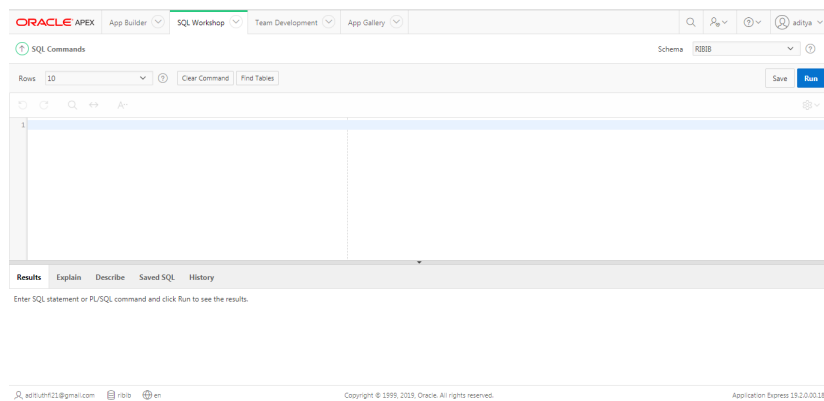 ORACLE APEX App Builder SQL Workshop Team Development App Gallery aditya
SQL Commands Schema RIBIB
Rows 10 Clear Command Find Tables Save Run
1
Results Explain Describe Saved SQL History
Enter SQL statement or PL/SQL command and click Run to see the results.
aditluthfi21@gmail.com ribib en Copyright © 1999, 2019, Oracle. All rights reserved. Application Express 19.2.0.00.18